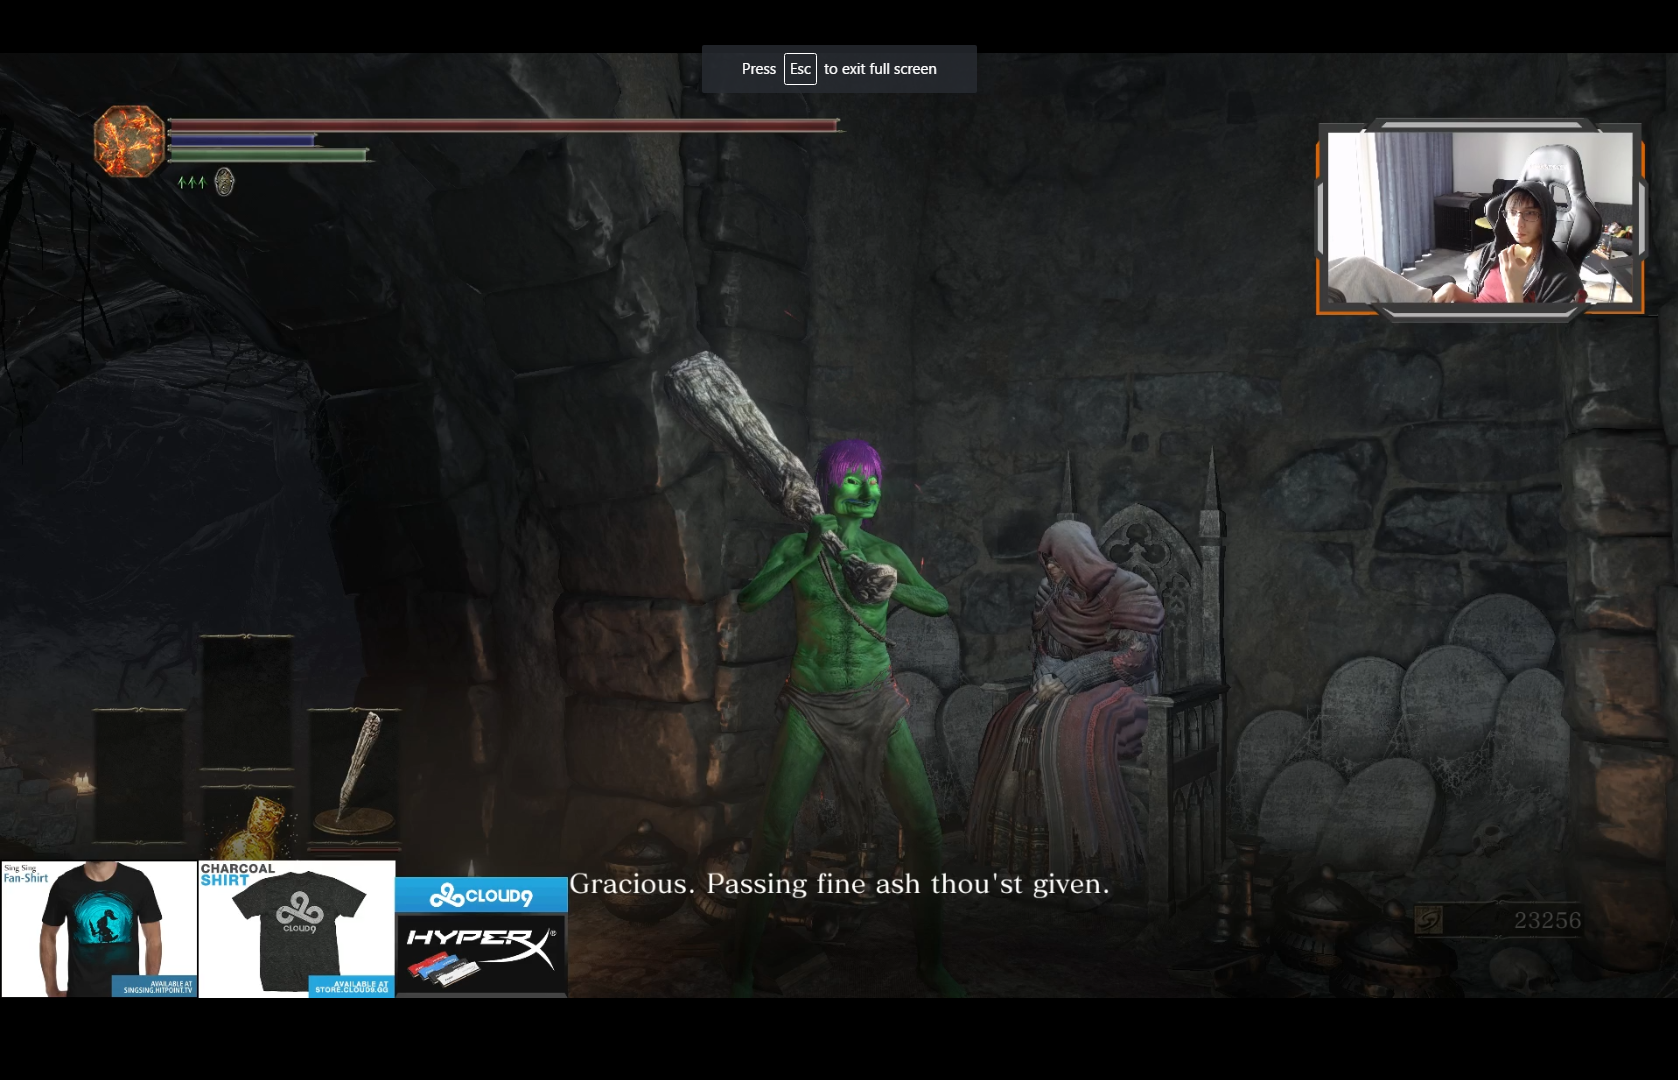 Press Esc to exit full screen
Gracious. Passing fine ash thou'st given.
23256
Sing Sing
Fan-Shirt
AVAILABLE AT
SINGSING.HITPOINT.TV
CHARCOAL
SHIRT
CLOUD9
AVAILABLE AT
STORE.CLOUD9.GG
CLOUD9
HYPERX®